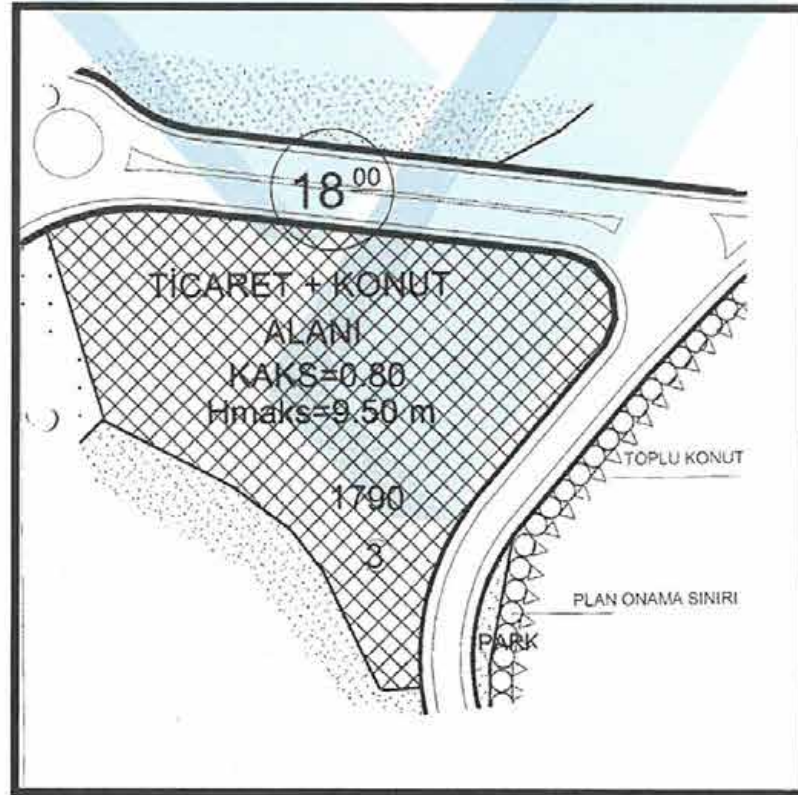 18⁰⁰
TİCARET + KONUT
ALANI
KAKS=0.80
Hmaks=9.50 m
TOPLU KONUT
1790
3
PLAN ONAMA SINIRI
PARK